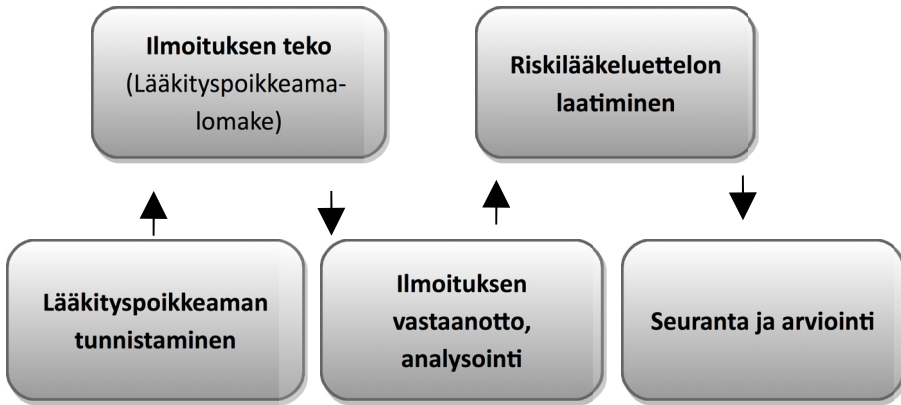 Ilmoituksen teko
(Lääkityspoikkeama-
lomake)
Riskilääkeluettelon
laatiminen
Lääkityspoikkeaman
tunnistaminen
Ilmoituksen
vastaanotto,
analysointi
Seuranta ja arviointi